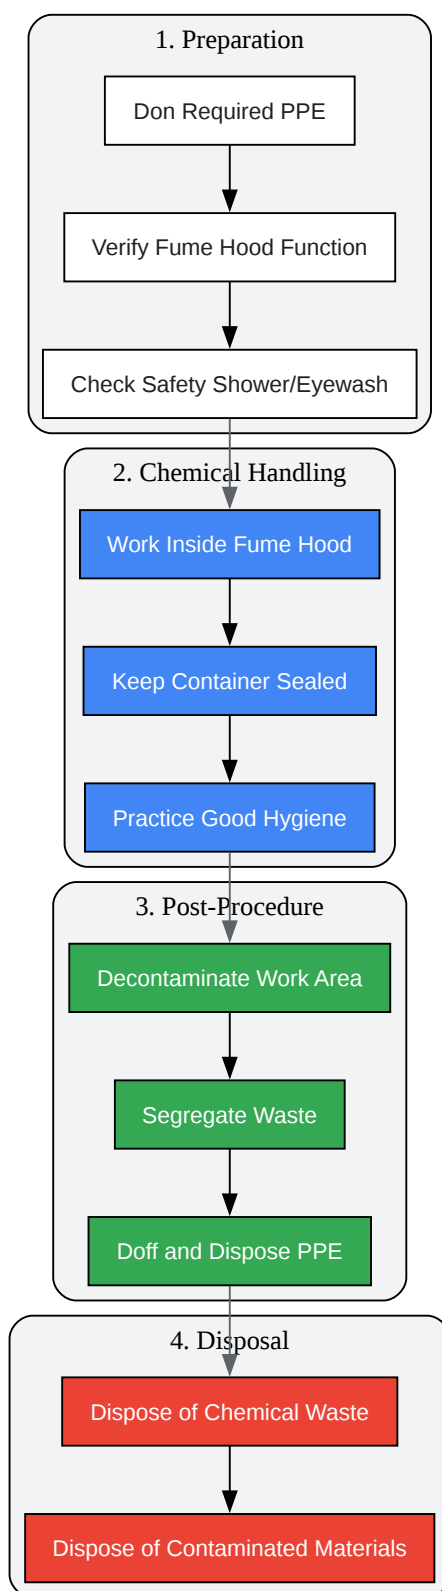 1. Preparation
Don Required PPE
Verify Fume Hood Function
Check Safety Shower/Eyewash
2. Chemical Handling
Work Inside Fume Hood
Keep Container Sealed
Practice Good Hygiene
3. Post-Procedure
Decontaminate Work Area
Segregate Waste
Doff and Dispose PPE
4. Disposal
Dispose of Chemical Waste
Dispose of Contaminated Materials